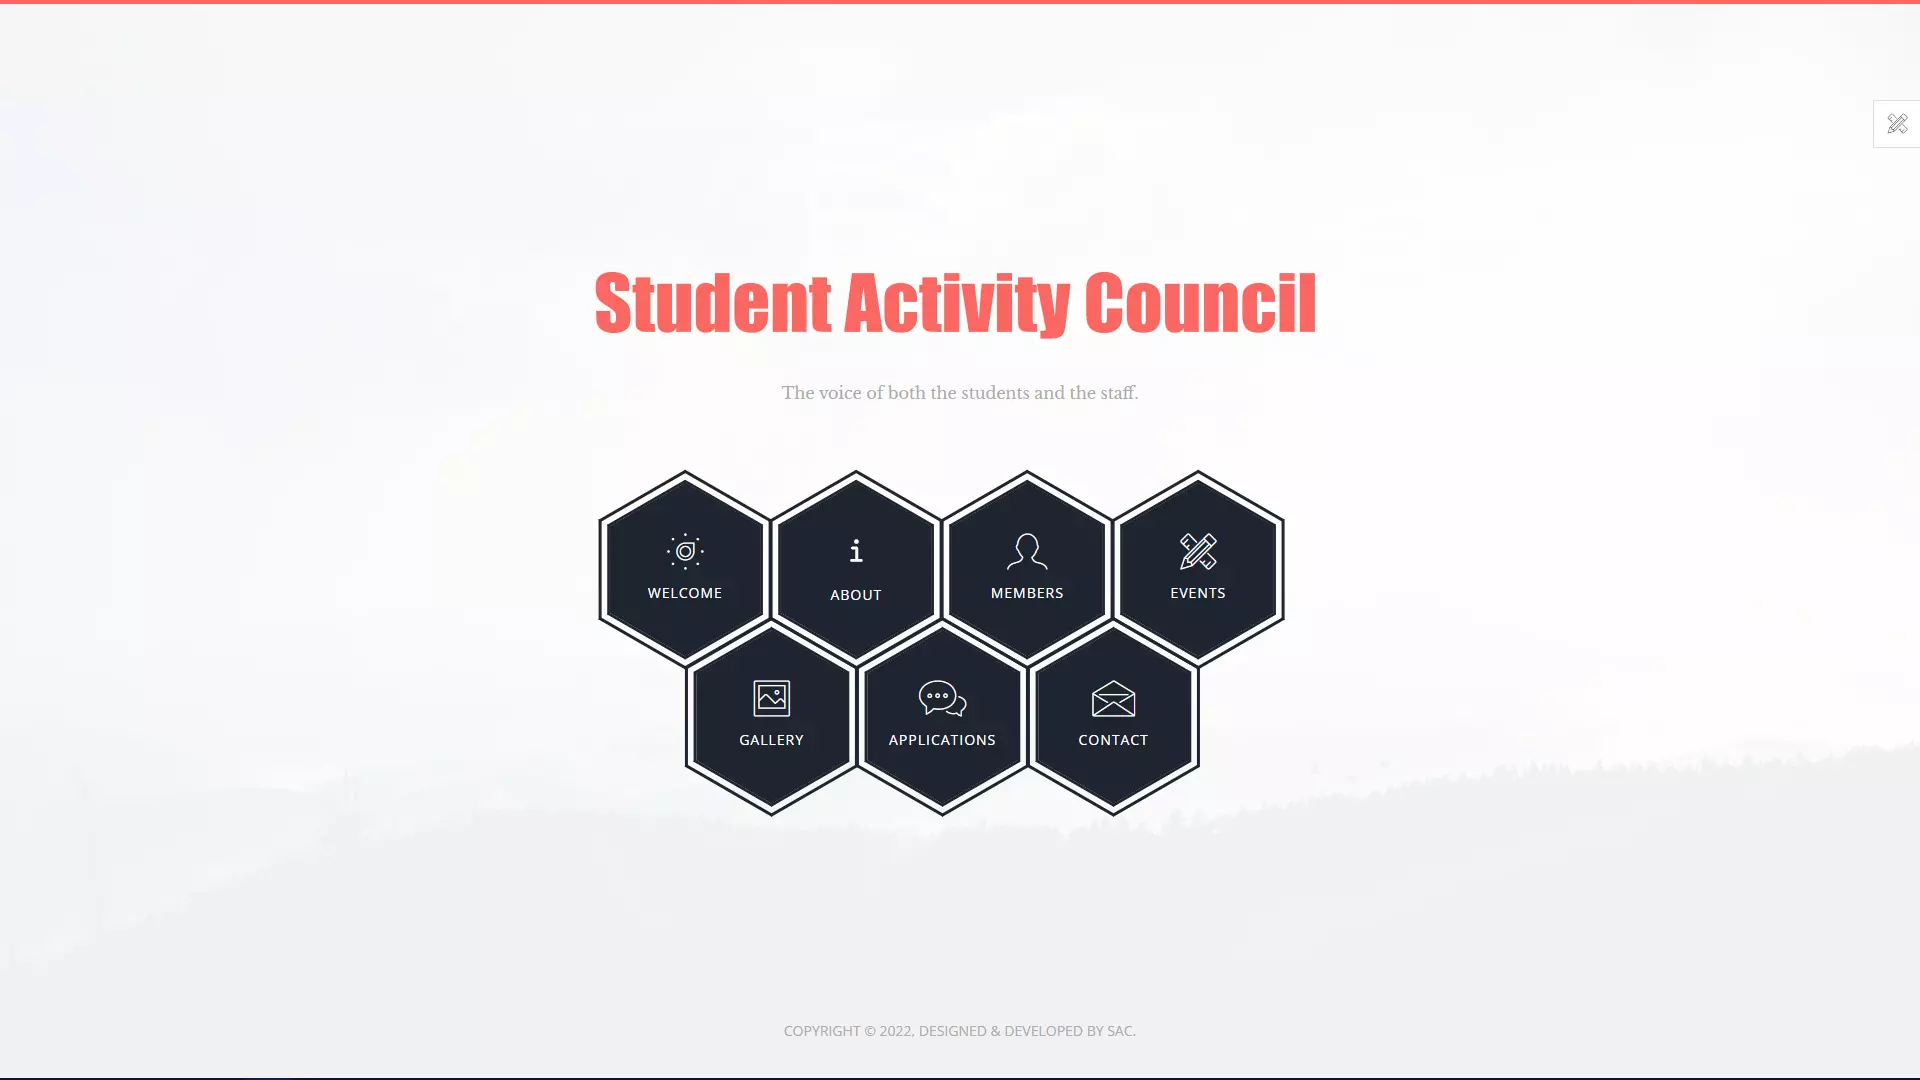 Student Activity Council
The voice of both the students and the staff.
WELCOME
ABOUT
MEMBERS
EVENTS
GALLERY
APPLICATIONS
CONTACT
COPYRIGHT © 2022, DESIGNED & DEVELOPED BY SAC.